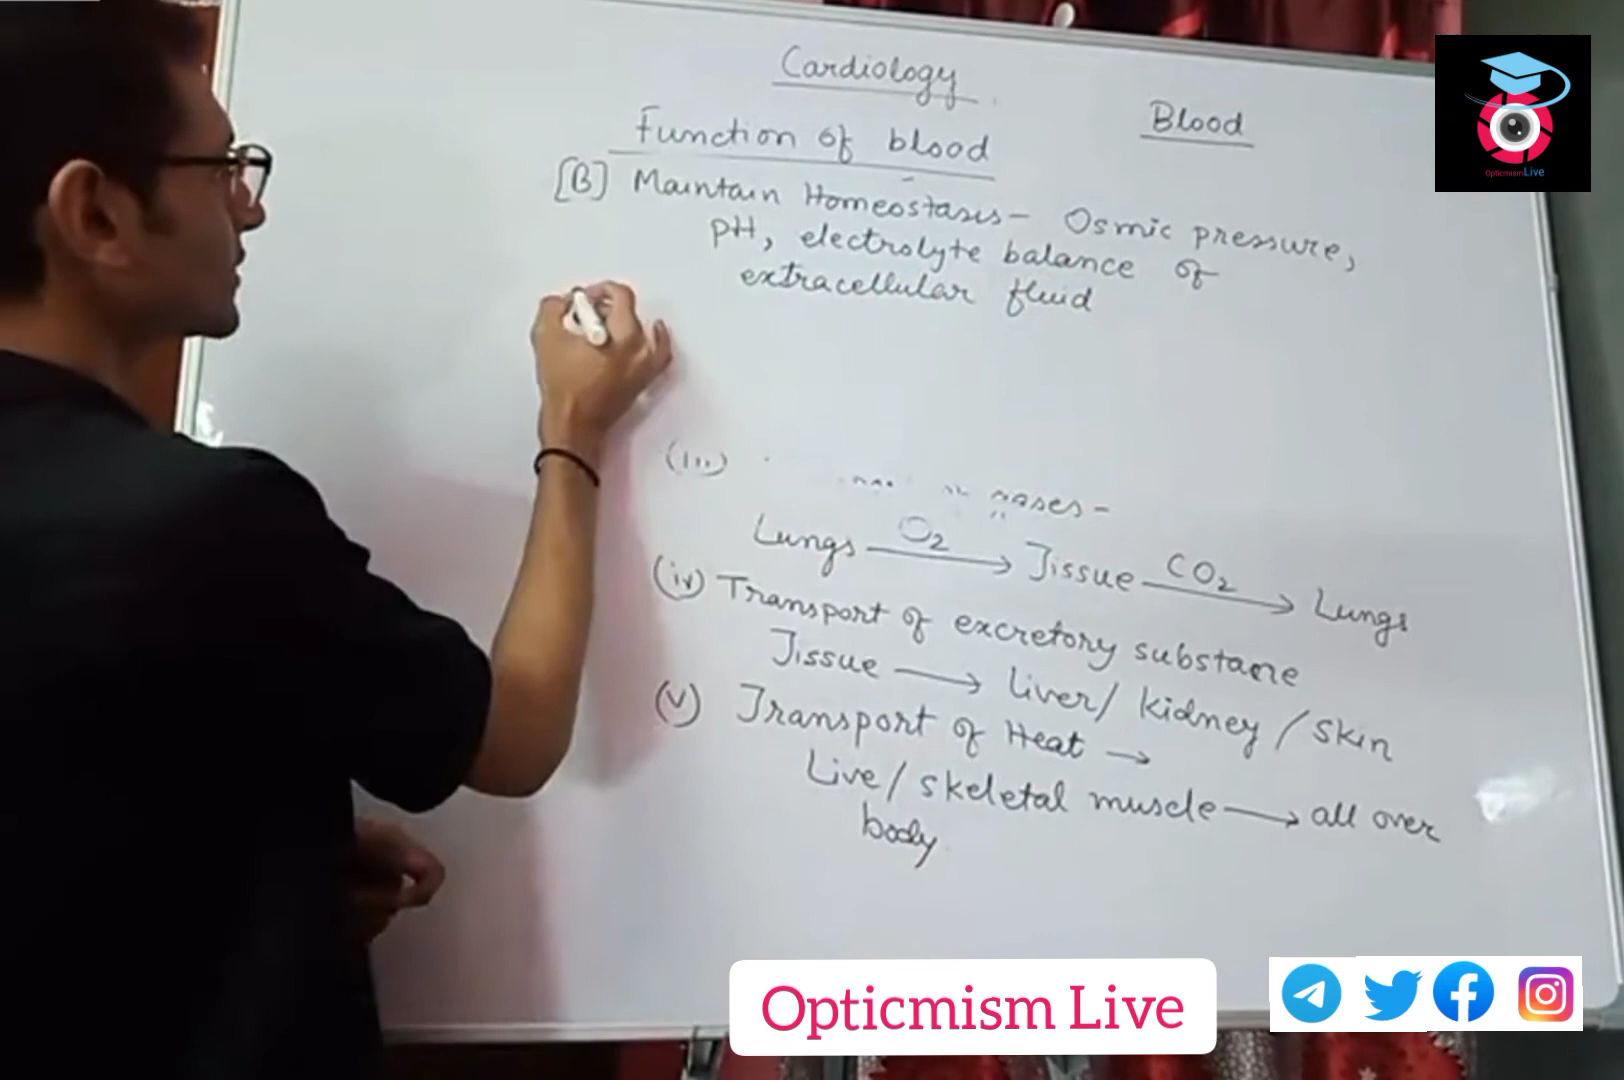 Cardiology
Blood
Function of blood
[B] Maintain Homeostasis - Osmic pressure,
pH, electrolyte balance of
extracellular fluid
(iii) gases -
Lungs O2 → Tissue CO2 → Lungs
(iv) Transport of excretory substane
Tissue → Liver/ kidney / skin
(v) Transport of Heat →
Live/ skeletal muscle → all over
body
OpticmismLive
Opticmism Live